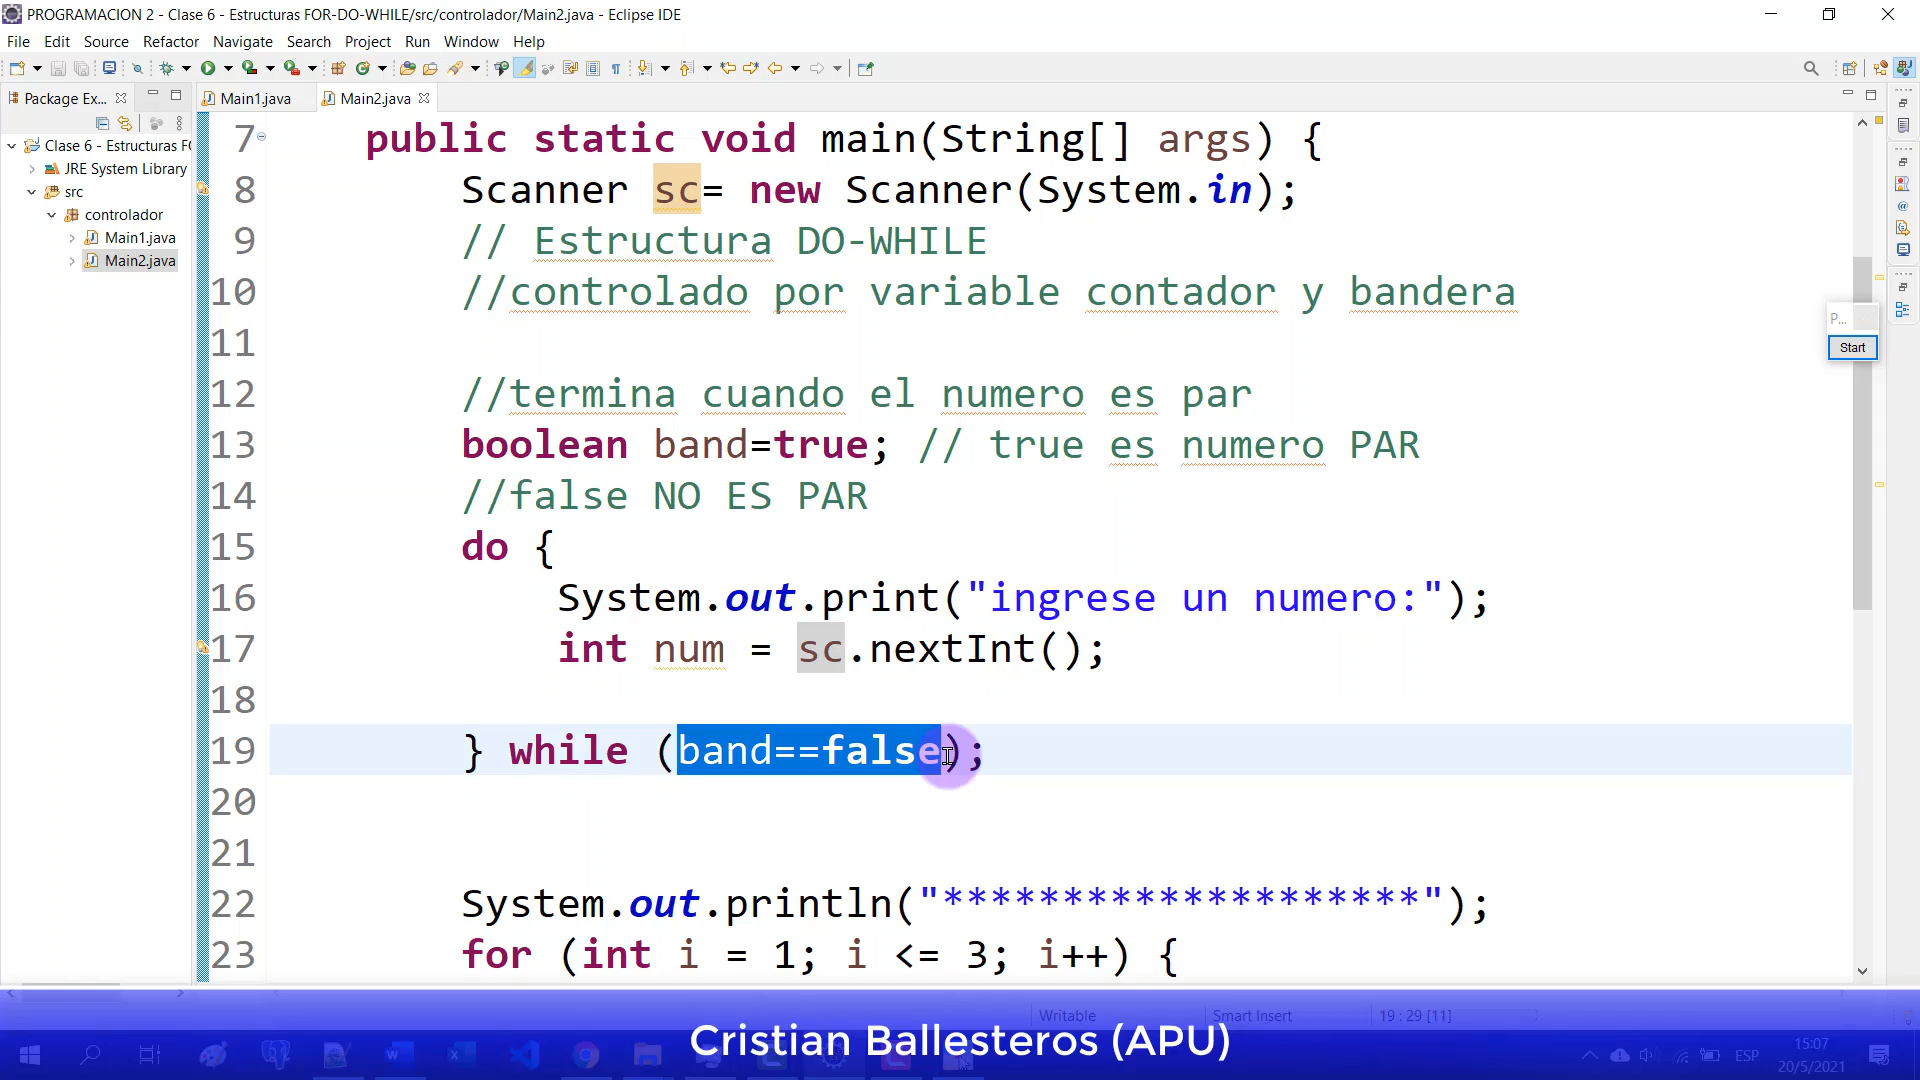 PROGRAMACION 2 - Clase 6 - Estructuras FOR-DO-WHILE/src/controlador/Main2.java - Eclipse IDE
File Edit Source Refactor Navigate Search Project Run Window Help
Package Ex...
Main1.java
Main2.java
Clase 6 - Estructuras FO
JRE System Library
src
controlador
Main1.java
Main2.java
7 public static void main(String[] args) {
8 Scanner sc= new Scanner(System.in);
9 // Estructura DO-WHILE
10 //controlado por variable contador y bandera
11
12 //termina cuando el numero es par
13 boolean band=true; // true es numero PAR
14 //false NO ES PAR
15 do {
16 System.out.print("ingrese un numero:");
17 int num = sc.nextInt();
18
19 } while (band==false);
20
21
22 System.out.println("********************");
23 for (int i = 1; i <= 3; i++) {
P...
Start
Writable Smart Insert 19 : 29 [11]
Cristian Ballesteros (APU)
ESP
15:07
20/5/2021